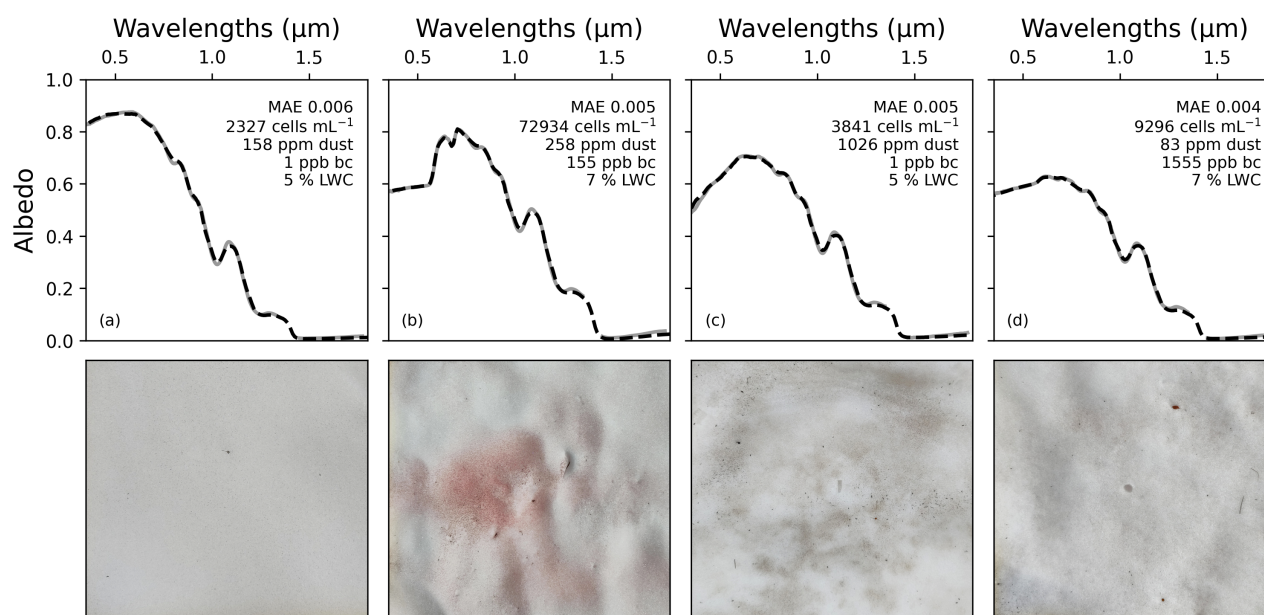 Wavelengths (μm) Wavelengths (μm) Wavelengths (μm) Wavelengths (μm)
0.5 1.0 1.5 0.5 1.0 1.5 0.5 1.0 1.5 0.5 1.0 1.5
1.0
0.8
0.6
0.4
0.2
0.0
Albedo
MAE 0.006
2327 cells mL⁻¹
158 ppm dust
1 ppb bc
5 % LWC
(a)
MAE 0.005
72934 cells mL⁻¹
258 ppm dust
155 ppb bc
7 % LWC
(b)
MAE 0.005
3841 cells mL⁻¹
1026 ppm dust
1 ppb bc
5 % LWC
(c)
MAE 0.004
9296 cells mL⁻¹
83 ppm dust
1555 ppb bc
7 % LWC
(d)